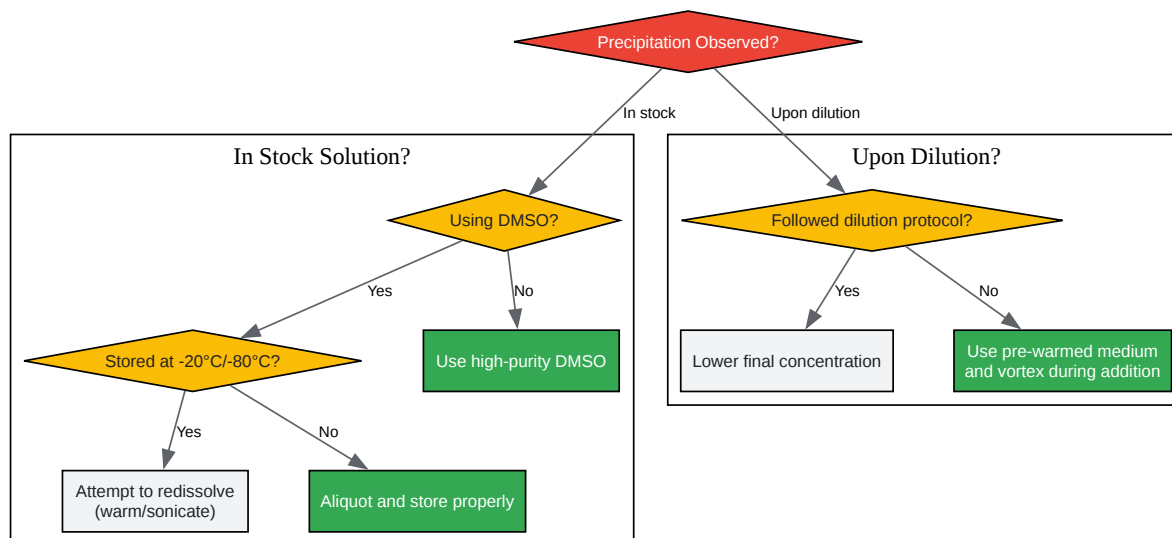 Precipitation Observed?
In stock
Upon dilution
In Stock Solution?
Upon Dilution?
Using DMSO?
Followed dilution protocol?
Yes
No
Yes
No
Stored at -20°C/-80°C?
Use high-purity DMSO
Lower final concentration
Use pre-warmed medium
and vortex during addition
Yes
No
Attempt to redissolve
(warm/sonicate)
Aliquot and store properly